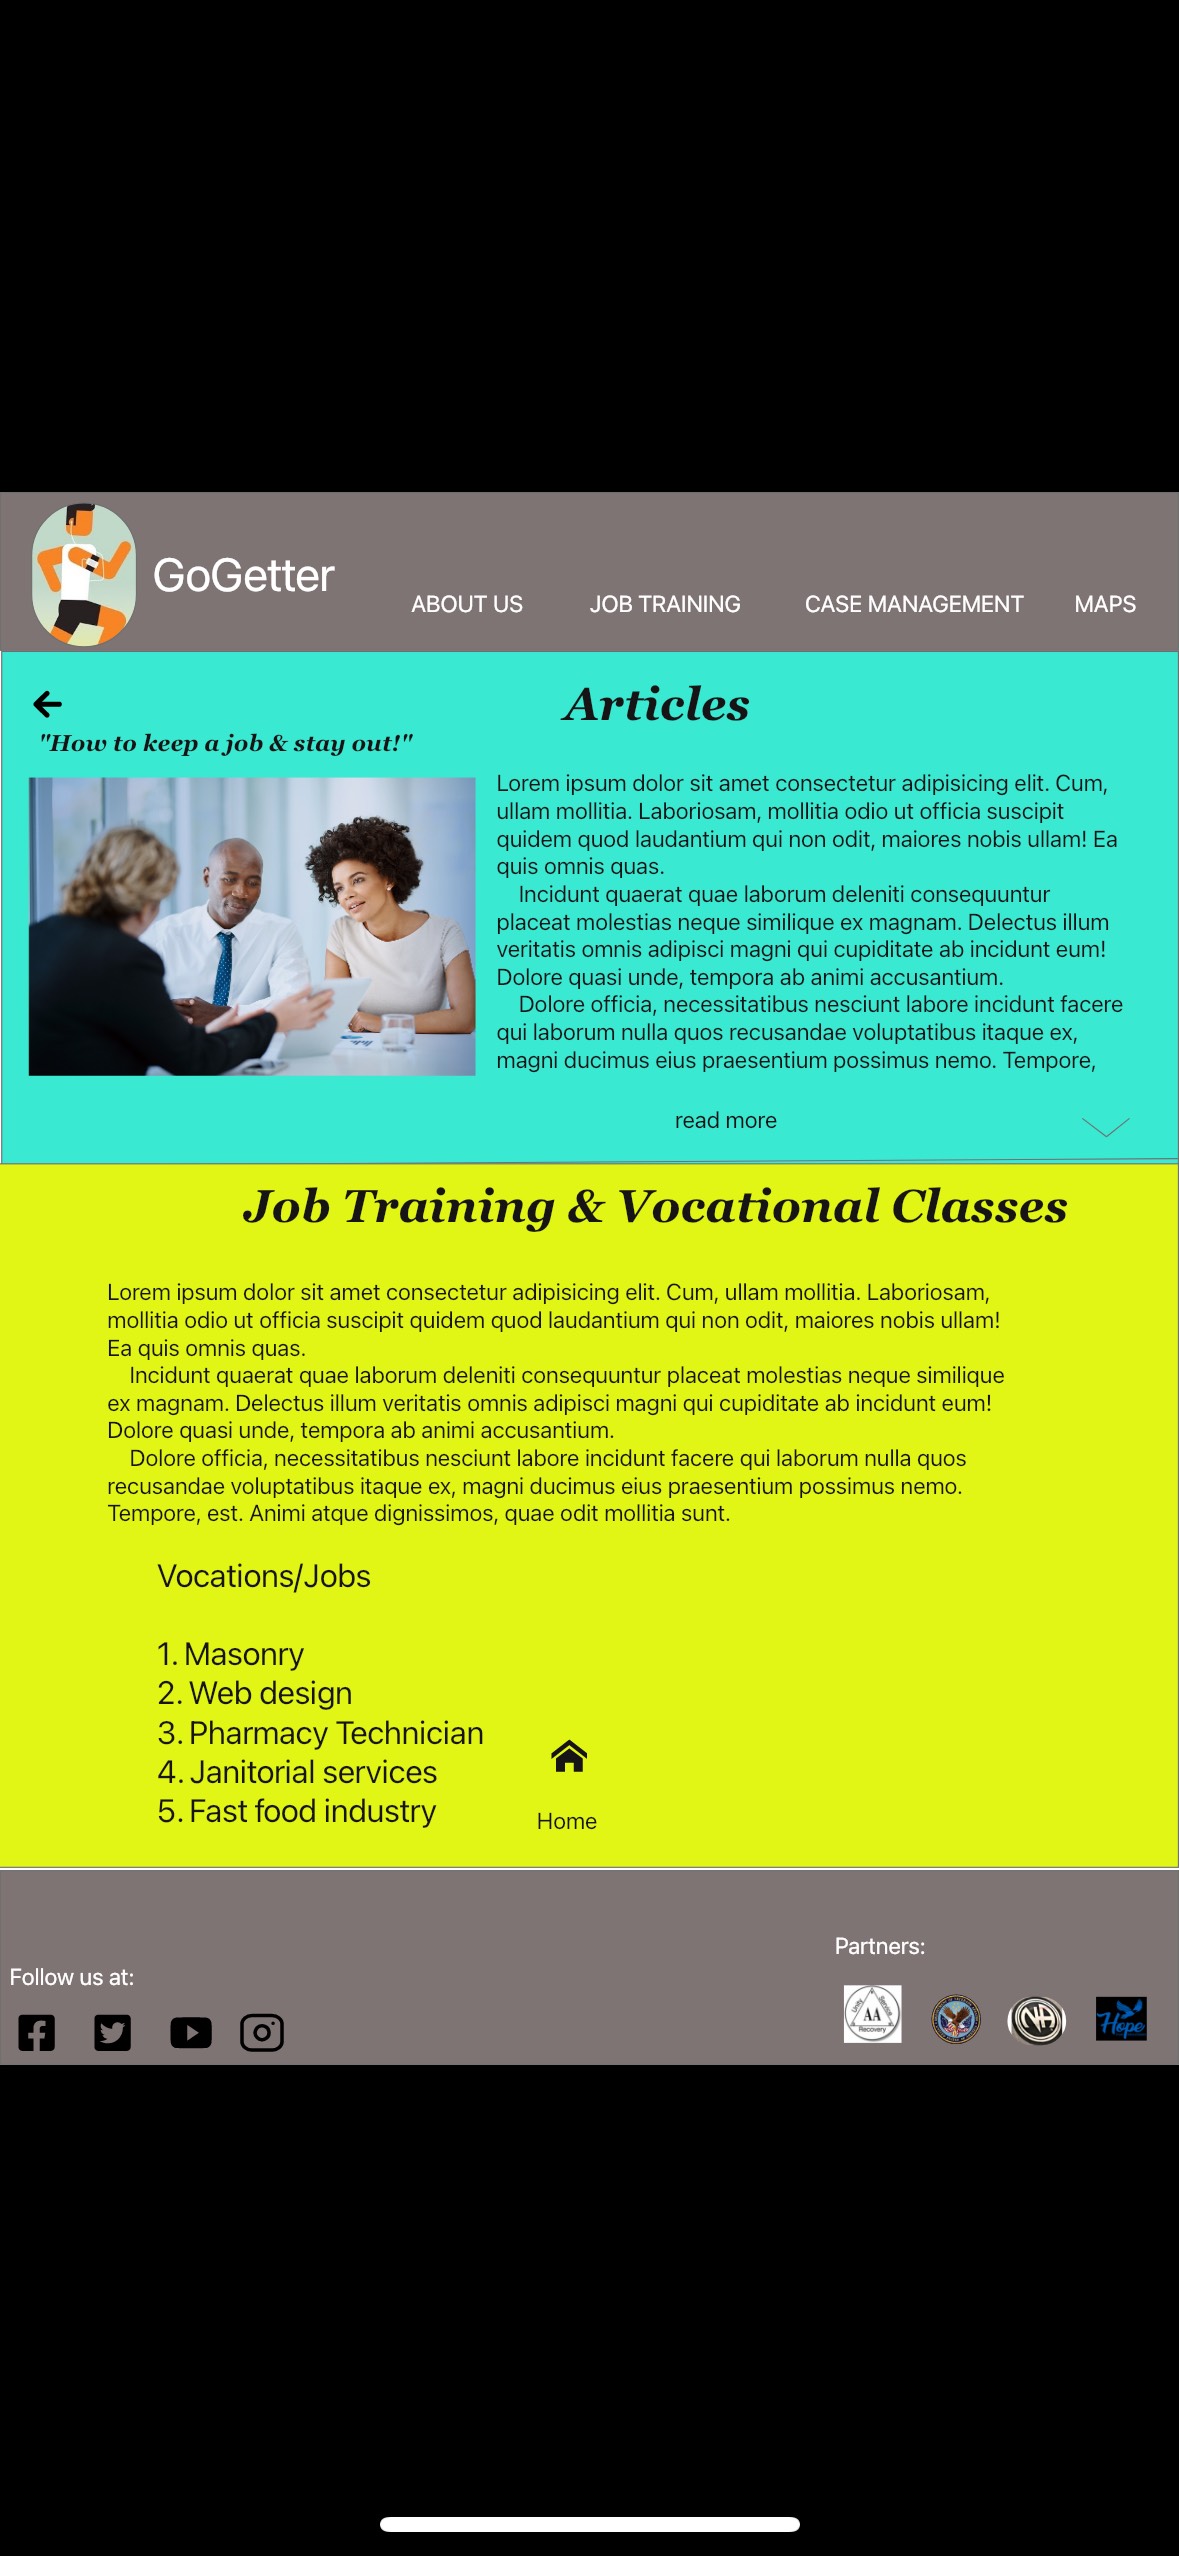 GoGetter
ABOUT US JOB TRAINING CASE MANAGEMENT MAPS
Articles
"How to keep a job & stay out!"
Lorem ipsum dolor sit amet consectetur adipisicing elit. Cum,
ullam mollitia. Laboriosam, mollitia odio ut officia suscipit
quidem quod laudantium qui non odit, maiores nobis ullam! Ea
quis omnis quas.
Incidunt quaerat quae laborum deleniti consequuntur
placeat molestias neque similique ex magnam. Delectus illum
veritatis omnis adipisci magni qui cupiditate ab incidunt eum!
Dolore quasi unde, tempora ab animi accusantium.
Dolore officia, necessitatibus nesciunt labore incidunt facere
qui laborum nulla quos recusandae voluptatibus itaque ex,
magni ducimus eius praesentium possimus nemo. Tempore,
read more
Job Training & Vocational Classes
Lorem ipsum dolor sit amet consectetur adipisicing elit. Cum, ullam mollitia. Laboriosam,
mollitia odio ut officia suscipit quidem quod laudantium qui non odit, maiores nobis ullam!
Ea quis omnis quas.
Incidunt quaerat quae laborum deleniti consequuntur placeat molestias neque similique
ex magnam. Delectus illum veritatis omnis adipisci magni qui cupiditate ab incidunt eum!
Dolore quasi unde, tempora ab animi accusantium.
Dolore officia, necessitatibus nesciunt labore incidunt facere qui laborum nulla quos
recusandae voluptatibus itaque ex, magni ducimus eius praesentium possimus nemo.
Tempore, est. Animi atque dignissimos, quae odit mollitia sunt.
Vocations/Jobs
1. Masonry
2. Web design
3. Pharmacy Technician
4. Janitorial services
5. Fast food industry
Home
Follow us at:
Partners:
Unity Service
AA
Recovery
NA
Hope